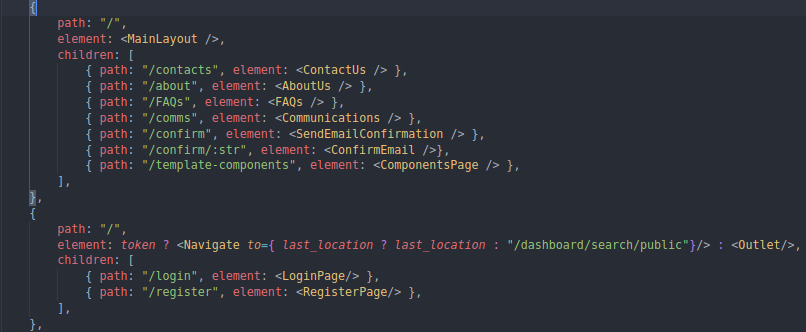 {
path: "/",
element: <MainLayout />,
children: [
{ path: "/contacts", element: <ContactUs /> },
{ path: "/about", element: <AboutUs /> },
{ path: "/FAQs", element: <FAQs /> },
{ path: "/comms", element: <Communications /> },
{ path: "/confirm", element: <SendEmailConfirmation /> },
{ path: "/confirm/:str", element: <ConfirmEmail />},
{ path: "/template-components", element: <ComponentsPage /> },
],
},
{
path: "/",
element: token ? <Navigate to={ last_location ? last_location : "/dashboard/search/public"}/> : <Outlet/>,
children: [
{ path: "/login", element: <LoginPage/> },
{ path: "/register", element: <RegisterPage/> },
],
},